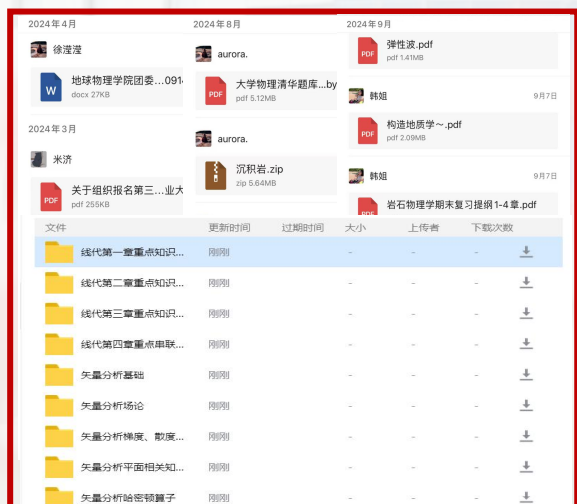 2024年4月
徐滢滢
W
地球物理学院团委...091
docx 27KB
2024年3月
米济
PDF
关于组织报名第三...业大
pdf 255KB
2024年8月
aurora.
PDF
大学物理清华题库...by
pdf 5.12MB
aurora.
沉积岩.zip
zip 5.64MB
2024年9月
PDF
弹性波.pdf
pdf 1.41MB
韩姐 9月7日
PDF
构造地质学~.pdf
pdf 2.09MB
韩姐 9月7日
PDF
岩石物理学期末复习提纲1-4章.pdf
文件 更新时间 过期时间 大小 上传者 下载次数
线代第一章重点知识... 刚刚 - - -
线代第二章重点知识... 刚刚 - - -
线代第三章重点知识... 刚刚 - - -
线代第四章重点串联... 刚刚 - - -
矢量分析基础 刚刚 - - -
矢量分析场论 刚刚 - - -
矢量分析梯度、散度... 刚刚 - - -
矢量分析平面相关知... 刚刚 - - -
矢量分析哈密顿算子 刚刚 - - -